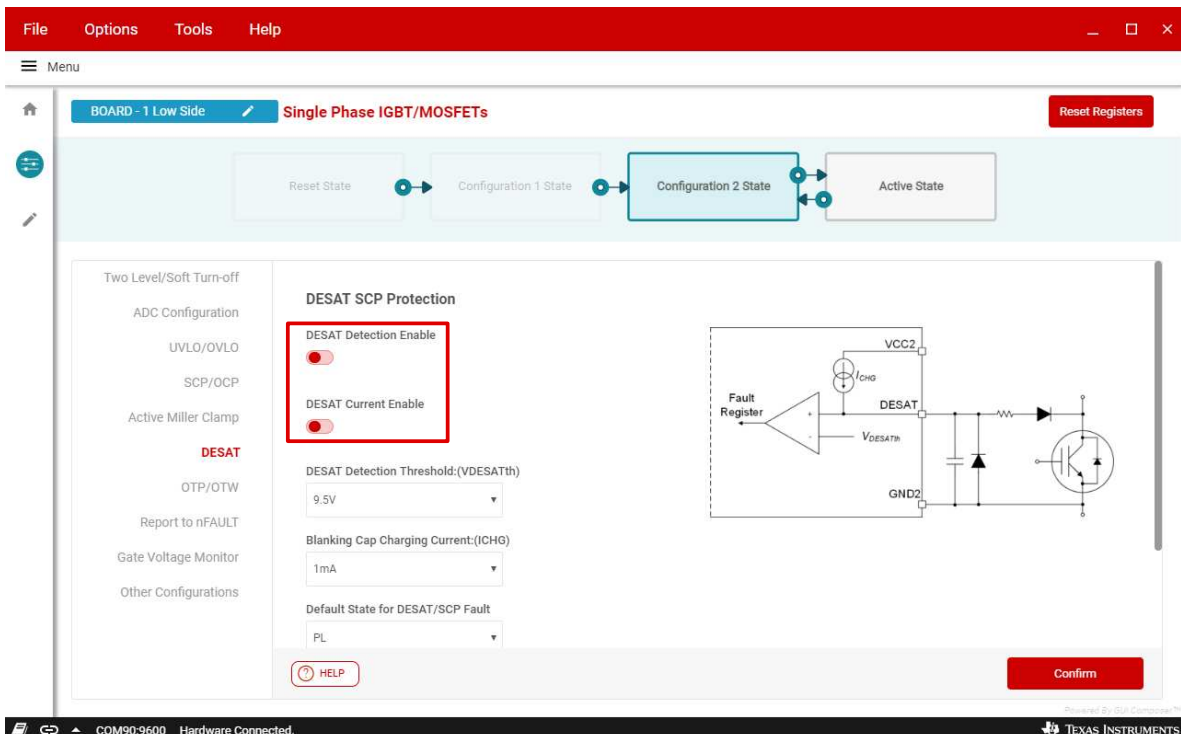 File Options Tools Help
Menu
BOARD - 1 Low Side Single Phase IGBT/MOSFETs Reset Registers
Reset State Configuration 1 State Configuration 2 State Active State
Two Level/Soft Turn-off
ADC Configuration
UVLO/OVLO
SCP/OCP
Active Miller Clamp
DESAT
OTP/OTW
Report to nFAULT
Gate Voltage Monitor
Other Configurations
DESAT SCP Protection
DESAT Detection Enable
DESAT Current Enable
DESAT Detection Threshold:(VDESATth)
9.5V
Blanking Cap Charging Current:(ICHG)
1mA
Default State for DESAT/SCP Fault
PL
VCC2
ICHG
Fault
Register
+
-
DESAT
VDESATth
GND2
? HELP
Confirm
Powered By GUI Composer™
COM90:9600 Hardware Connected. TEXAS INSTRUMENTS